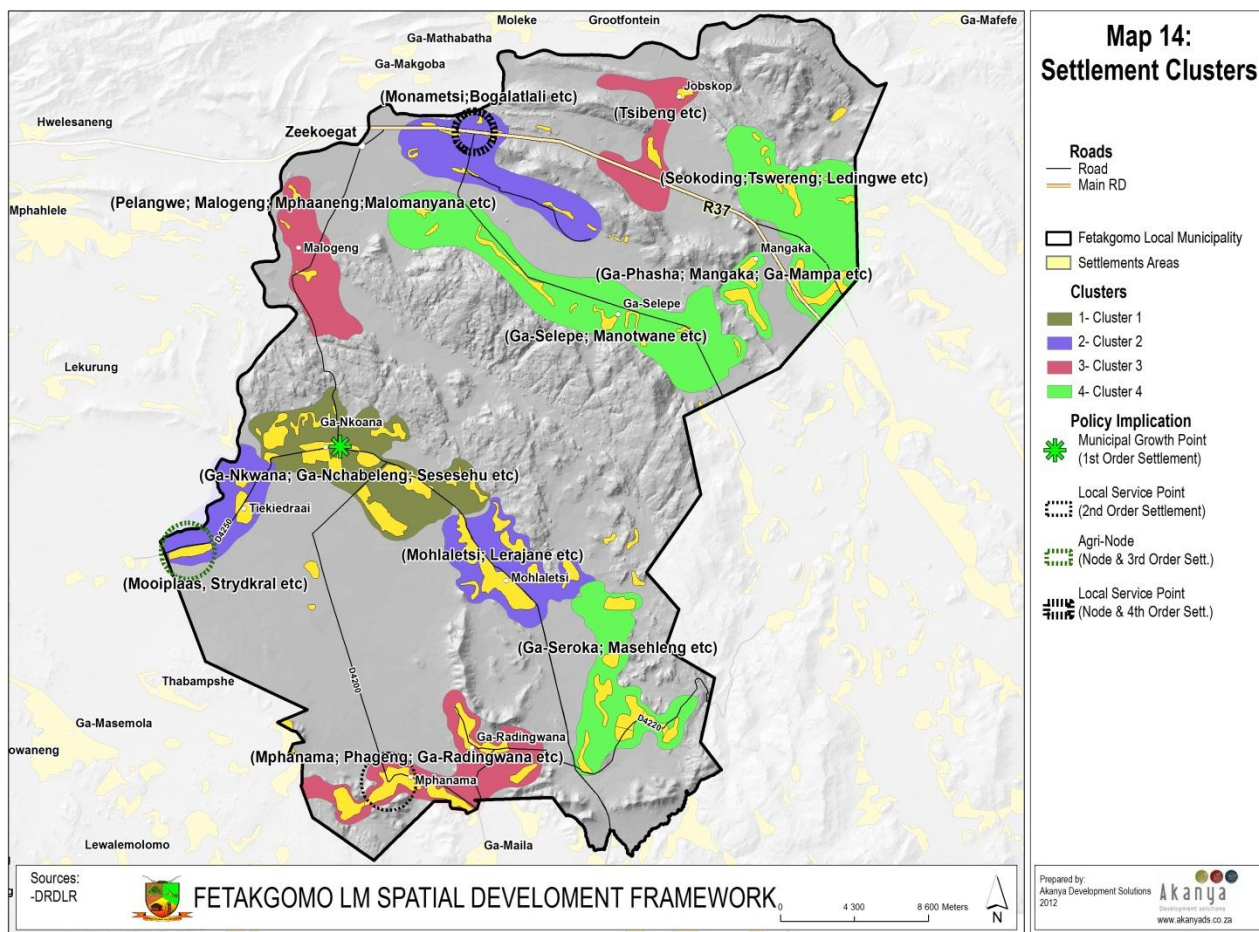 Moleke
Grootfontein
Ga-Mafefe
Ga-Mathabatha
Ga-Makgoba
(Monametsi;Bogalatlali etc)
Jobskop
(Tsibeng etc)
Hwelesaneng
Zeekoegat
(Seokoding;Tswereng; Ledingwe etc)
Mphahlele
(Pelangwe; Malogeng; Mphaaneng;Malomanyana etc)
R37
Malogeng
Mangaka
(Ga-Phasha; Mangaka; Ga-Mampa etc)
Ga-Selepe
(Ga-Selepe; Manotwane etc)
Lekurung
Ga-Nkoana
(Ga-Nkwana; Ga-Nchabeleng; Sesesehu etc)
Tiekiedraai
D4250
(Mohlaletsi; Lerajane etc)
Mohlaletsi
(Mooiplaas, Strydkral etc)
(Ga-Seroka; Masehleng etc)
Thabampshe
D4200
Ga-Masemola
D4220
Ga-Radingwana
owaneng
(Mphanama; Phageng; Ga-Radingwana etc)
Mphanama
Lewalemolomo
Ga-Maila
Sources:
-DRDLR
FETAKGOMO LM SPATIAL DEVELOMENT FRAMEWORK
0 4 300 8 600 Meters
N
Map 14:
Settlement Clusters
Roads
Road
Main RD
Fetakgomo Local Municipality
Settlements Areas
Clusters
1- Cluster 1
2- Cluster 2
3- Cluster 3
4- Cluster 4
Policy Implication
Municipal Growth Point
(1st Order Settlement)
Local Service Point
(2nd Order Settlement)
Agri-Node
(Node & 3rd Order Sett.)
Local Service Point
(Node & 4th Order Sett.)
Prepared by:
Akanya Development Solutions
2012
Akanya
Development solutions
www.akanyads.co.za